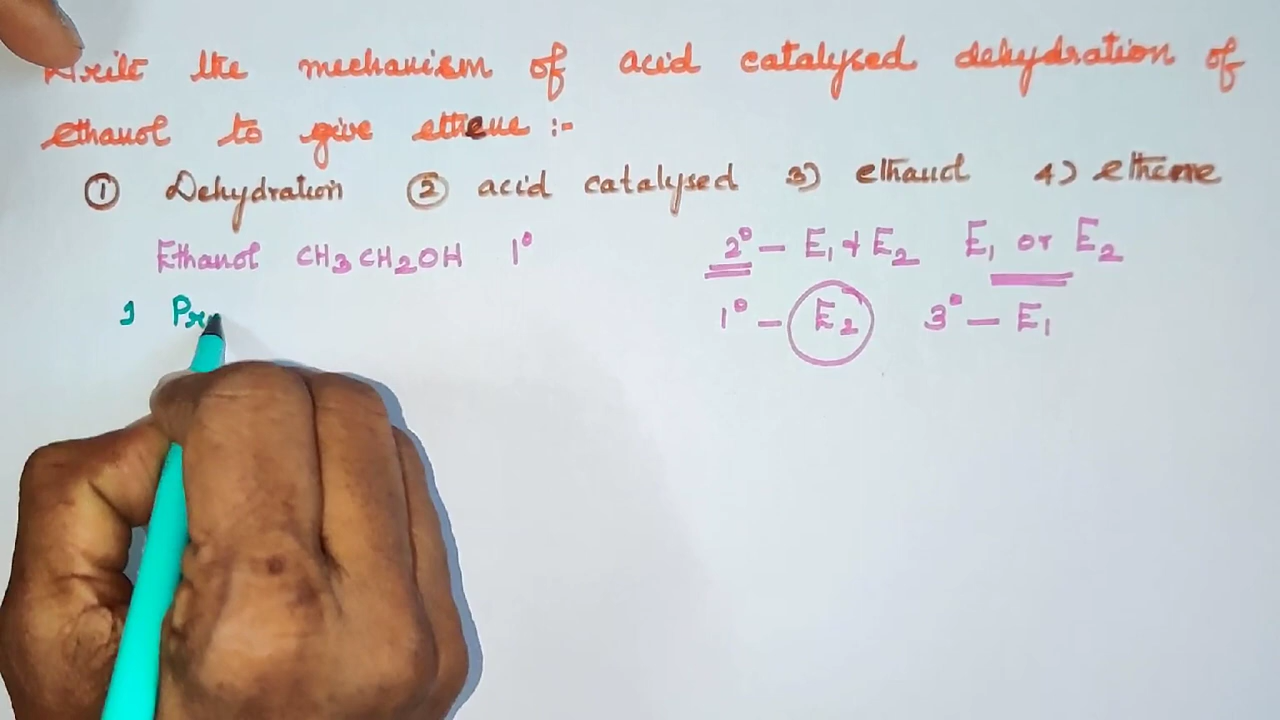 Write the mechanism of acid catalysed dehydration of
ethanol to give ethene :-
① Dehydration ② acid catalysed 3) ethanol 4) ethene
Ethanol CH3CH2OH 1° 2° – E1 + E2 E1 or E2
1 Pr 1° – E2 3° – E1